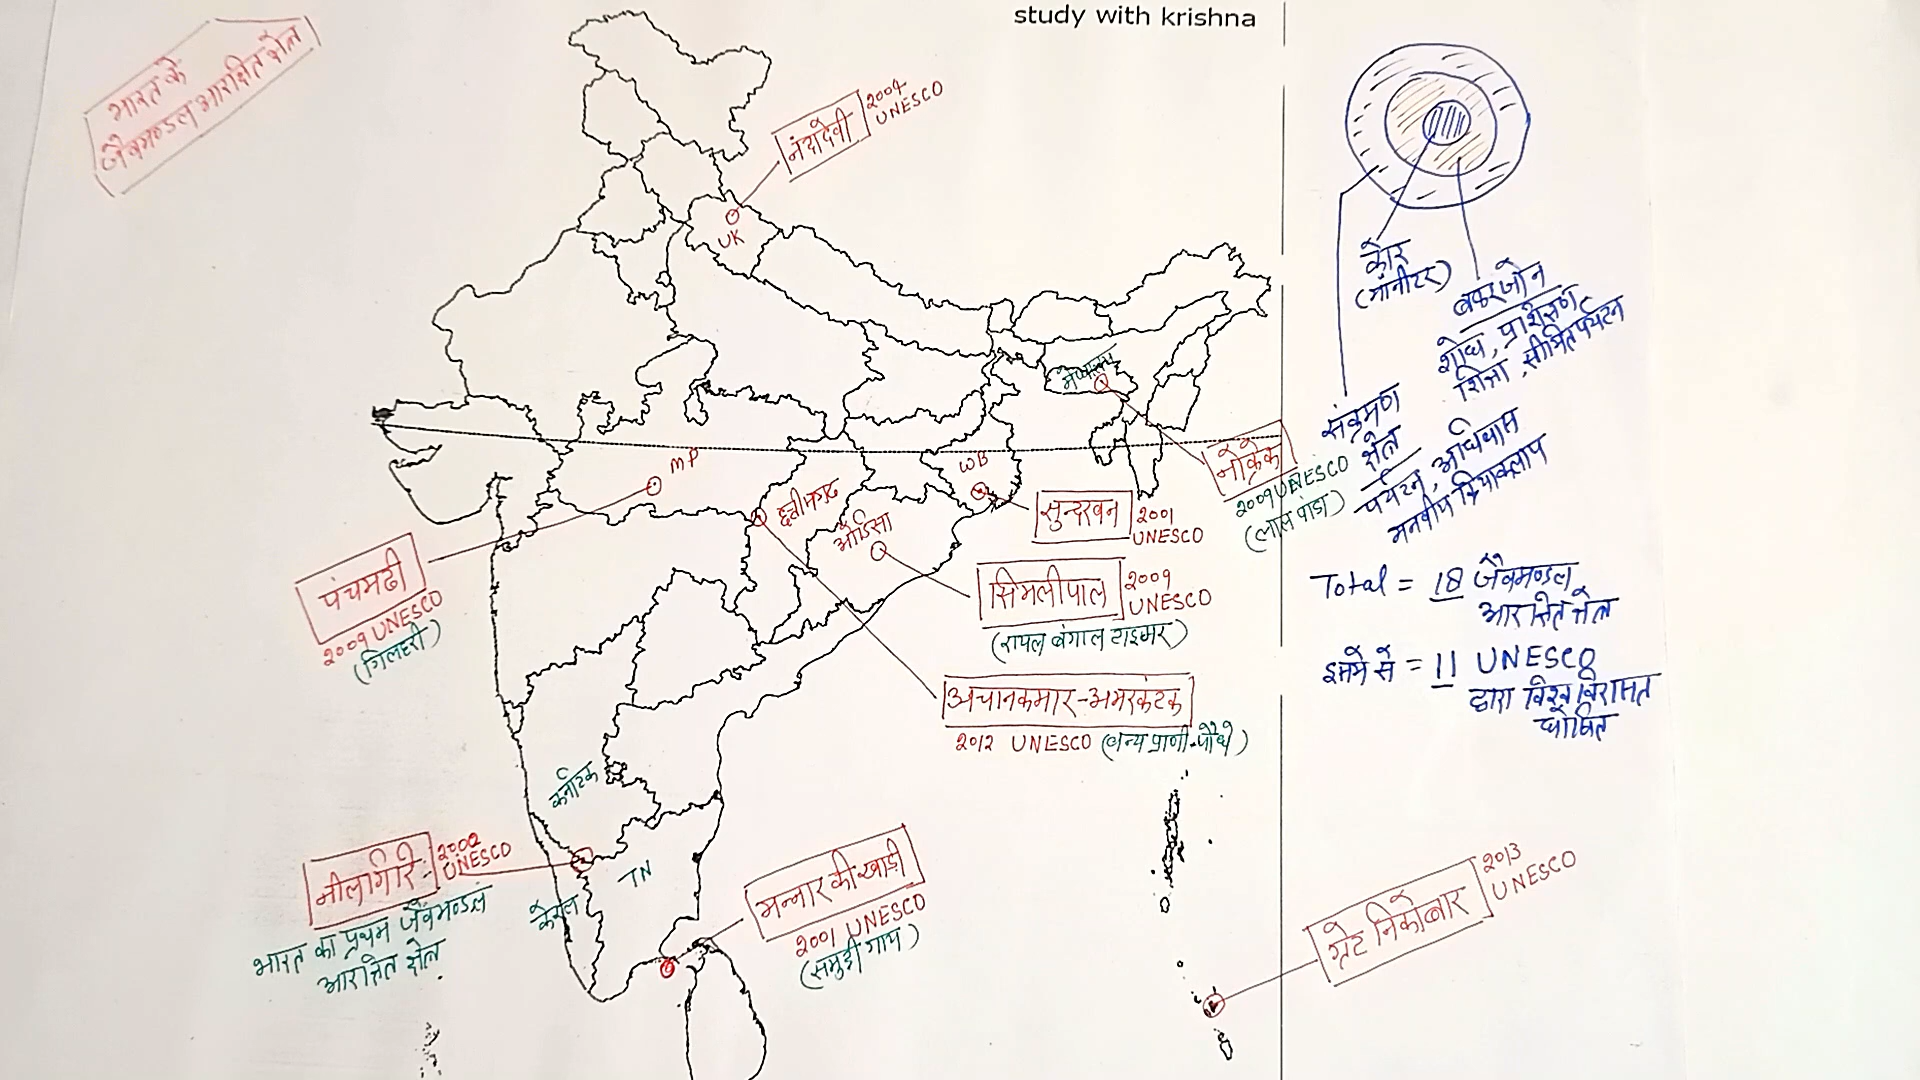 study with krishna
भारत के
जैवमण्डल आरक्षित क्षेत्र
नंदादेवी
2004
UNESCO
UK
कोर
(मॉनीटर)
बफर जोन
शोध, प्रशिक्षण
शिक्षा, सीमित पर्यटन
संक्रमण
क्षेत्र
पर्यटन, अधिवास
मानवीय क्रियाकलाप
मेघालय
नोक्रेक
2009 UNESCO
(लाल पांडा)
MP
WB
छत्तीसगढ
ओडिसा
सुन्दरवन
2001
UNESCO
पंचमढी
2009 UNESCO
(गिलहरी)
सिमलीपाल
2009
UNESCO
(रायल बंगाल टाइगर)
अचानकमार-अमरकंटक
2012 UNESCO (वन्य प्राणी-पौधे)
Total = 18 जैवमण्डल
आरक्षित क्षेत्र
इनमे से = 11 UNESCO
द्वारा विश्व विरासत
घोषित
कर्नाटक
नीलगिरि
2000
UNESCO
भारत का प्रथम जैवमण्डल
आरक्षित क्षेत्र
TN
केरल
मन्नार की खाड़ी
2001 UNESCO
(समुद्री गाय)
ग्रेट निकोबार
2013
UNESCO